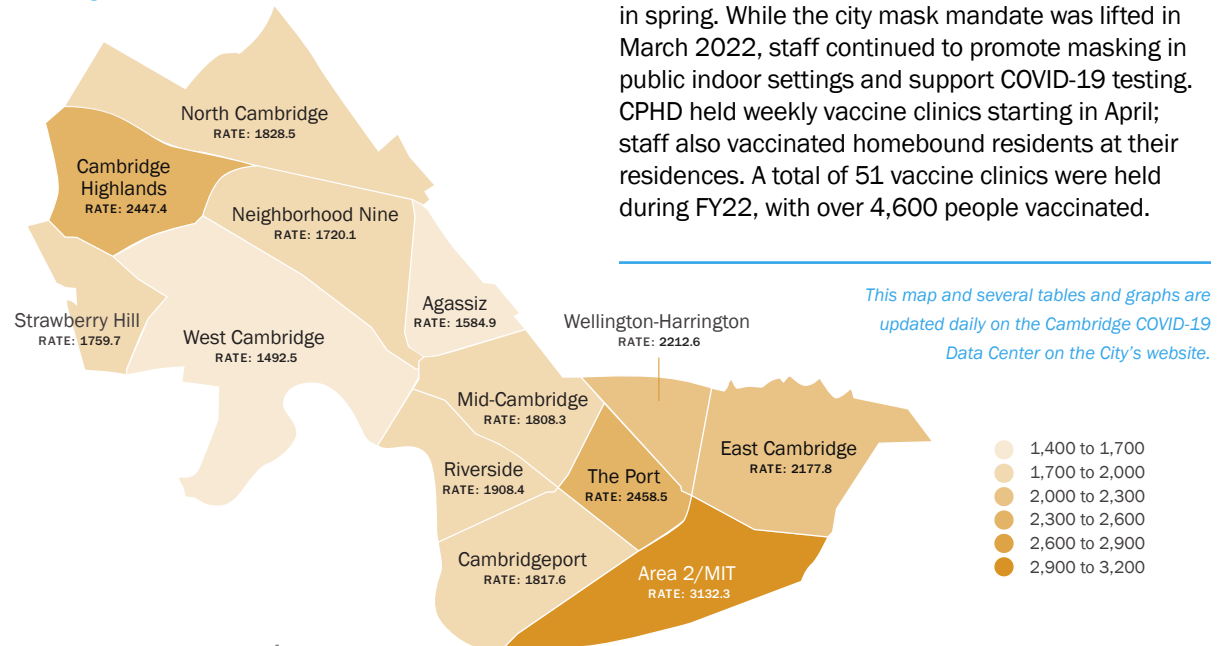 in spring. While the city mask mandate was lifted in
March 2022, staff continued to promote masking in
public indoor settings and support COVID-19 testing.
CPHD held weekly vaccine clinics starting in April;
staff also vaccinated homebound residents at their
residences. A total of 51 vaccine clinics were held
during FY22, with over 4,600 people vaccinated.
This map and several tables and graphs are
updated daily on the Cambridge COVID-19
Data Center on the City's website.
North Cambridge
RATE: 1828.5
Cambridge
Highlands
RATE: 2447.4
Neighborhood Nine
RATE: 1720.1
Agassiz
RATE: 1584.9
Strawberry Hill
RATE: 1759.7
West Cambridge
RATE: 1492.5
Wellington-Harrington
RATE: 2212.6
Mid-Cambridge
RATE: 1808.3
East Cambridge
RATE: 2177.8
Riverside
RATE: 1908.4
The Port
RATE: 2458.5
Cambridgeport
RATE: 1817.6
Area 2/MIT
RATE: 3132.3
1,400 to 1,700
1,700 to 2,000
2,000 to 2,300
2,300 to 2,600
2,600 to 2,900
2,900 to 3,200